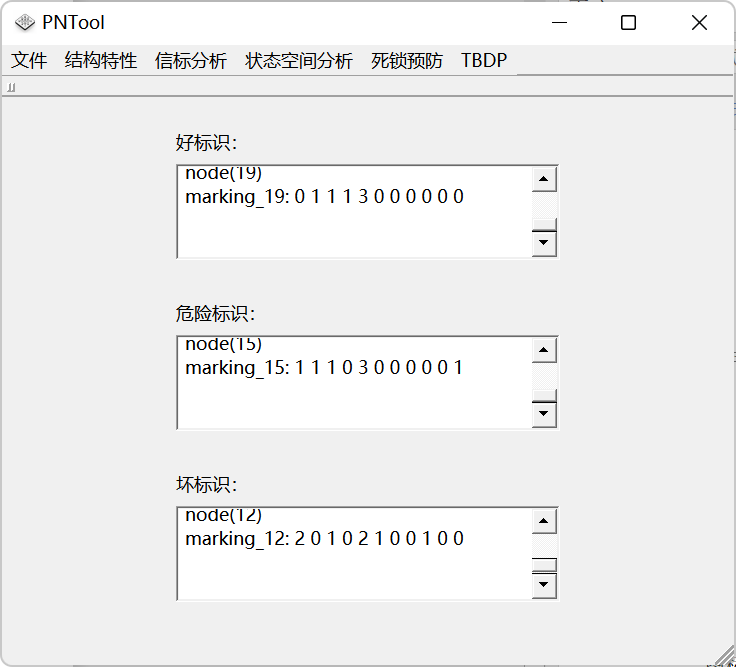 PNTool
文件 结构特性 信标分析 状态空间分析 死锁预防 TBDP
好标识：
node(19)
marking_19: 0 1 1 1 3 0 0 0 0 0 0
危险标识：
node(15)
marking_15: 1 1 1 0 3 0 0 0 0 0 1
坏标识：
node(12)
marking_12: 2 0 1 0 2 1 0 0 1 0 0